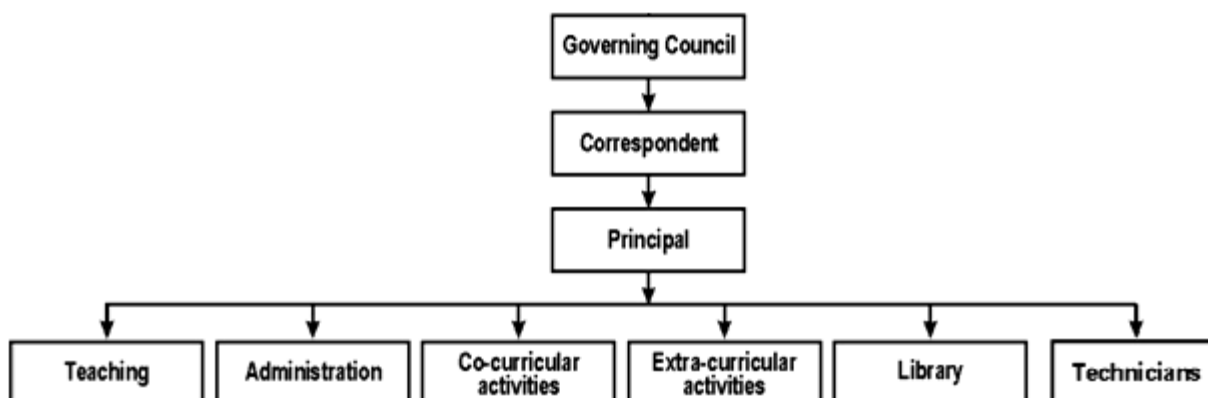 Governing Council
Correspondent
Principal
Teaching
Administration
Co-curricular
activities
Extra-curricular
activities
Library
Technicians